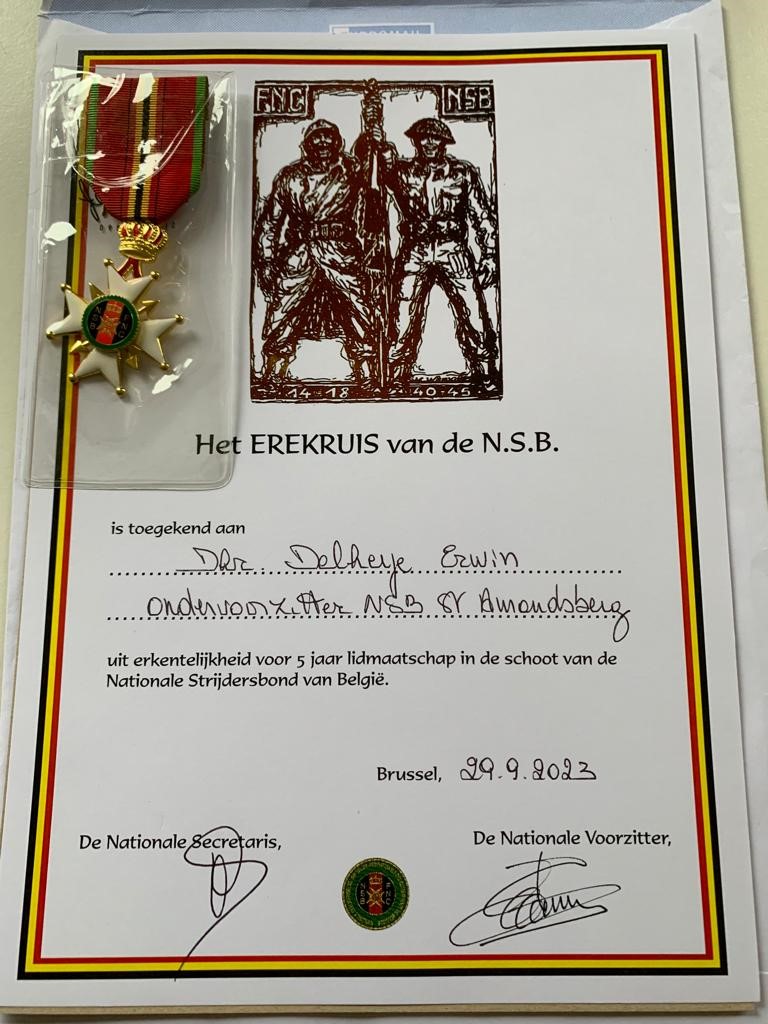 FNC NSB
14-18 40-45
Het EREKRUIS van de N.S.B.
is toegekend aan
Dhr. Delheye Erwin
ondervoorzitter NSB St Amandsberg
uit erkentelijkheid voor 5 jaar lidmaatschap in de schoot van de
Nationale Strijdersbond van België.
Brussel, 29.9.2023
De Nationale Secretaris, De Nationale Voorzitter,
NSB FNC